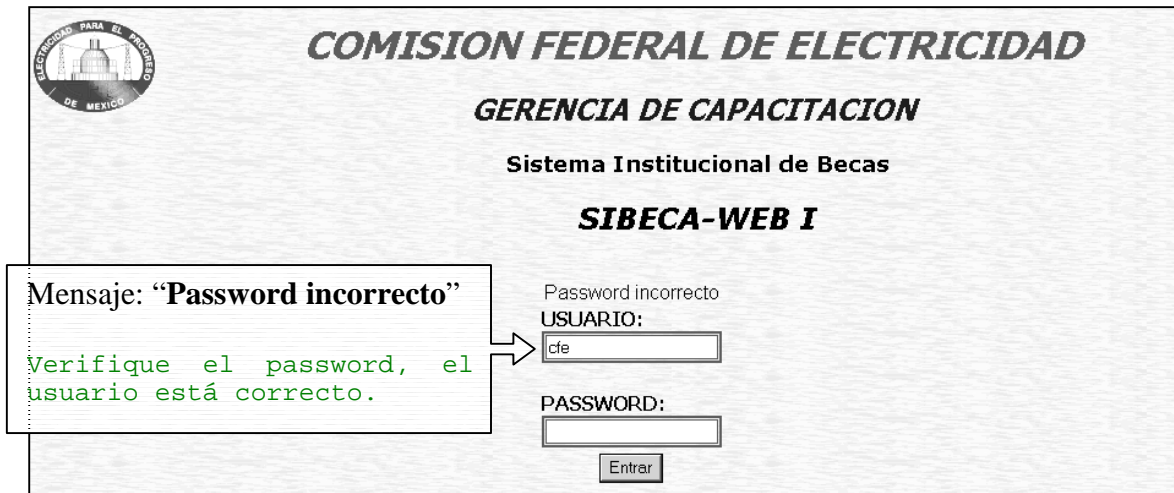 ELECTRICIDAD PARA EL PROGRESO
DE MEXICO
COMISION FEDERAL DE ELECTRICIDAD
GERENCIA DE CAPACITACION
Sistema Institucional de Becas
SIBECA-WEB I
Mensaje: “Password incorrecto”
Verifique el password, el
usuario está correcto.
Password incorrecto
USUARIO:
cfe
PASSWORD:
Entrar